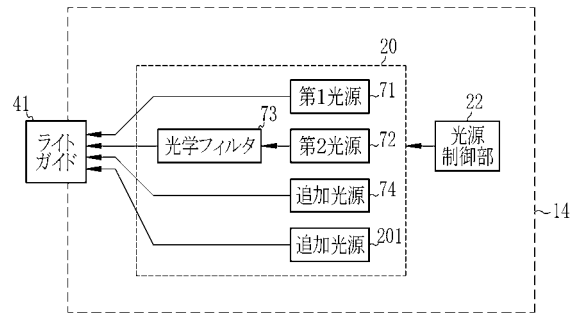 20
41
ライト
ガイド
第1光源
71
73
光学フィルタ
第2光源
72
22
光源
制御部
追加光源
74
14
追加光源
201